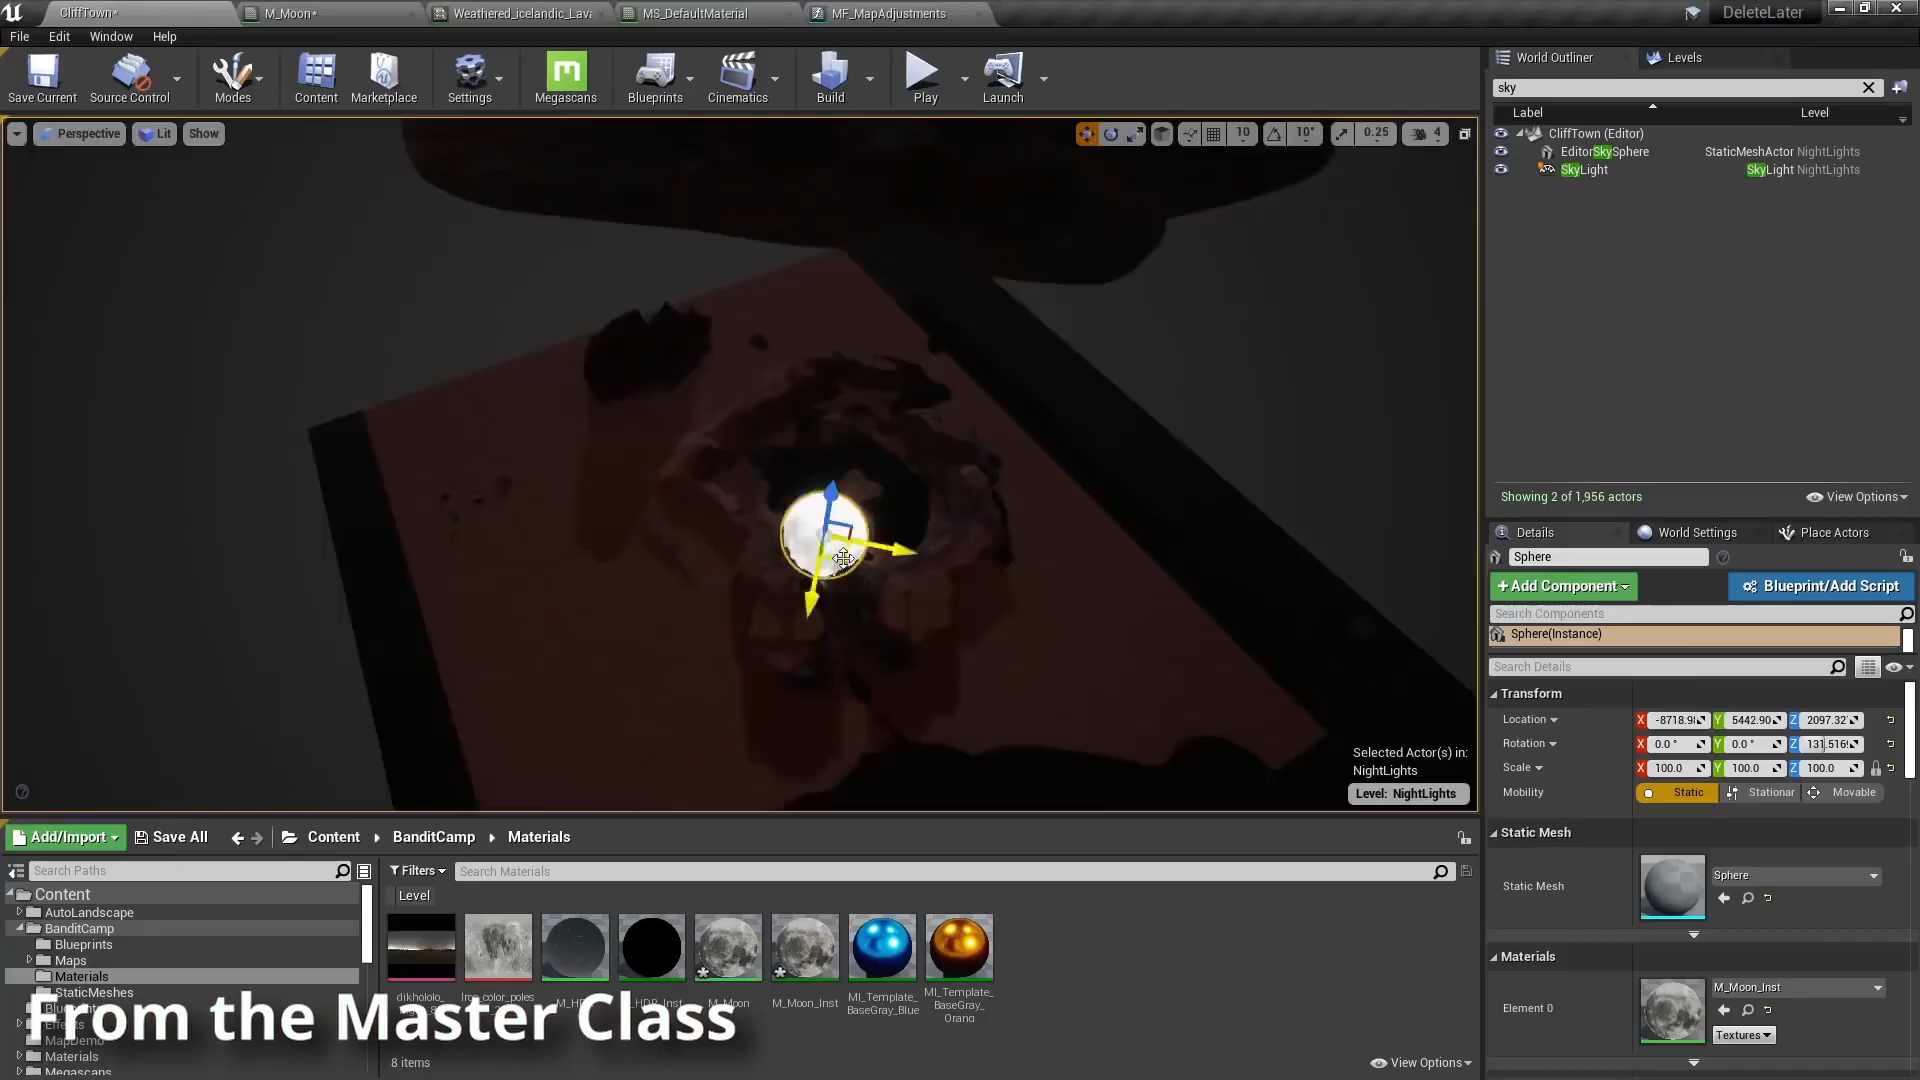 CliffTown*
M_Moon*
Weathered_icelandic_Lava
MS_DefaultMaterial
MF_MapAdjustments
DeleteLater
File Edit Window Help
Save Current
Source Control
Modes
Content
Marketplace
Settings
Megascans
Blueprints
Cinematics
Build
Play
Launch
Perspective Lit Show
10 10° 0.25 4
World Outliner
Levels
sky
Label Level
CliffTown (Editor)
EditorSkySphere StaticMeshActor NightLights
SkyLight SkyLight NightLights
Showing 2 of 1,956 actors
View Options
Details
World Settings
Place Actors
Sphere
+Add Component
Blueprint/Add Script
Search Components
Sphere(Instance)
Search Details
Transform
Location X Y 5442.90 Z 2097.32
Rotation X 0.0 ° Y 0.0 ° Z
Scale X 100.0 Y 100.0 Z 100.0
Mobility Static Stationar Movable
Static Mesh
Static Mesh
Sphere
Materials
Element 0
M_Moon_Inst
Textures
Selected Actor(s) in:
NightLights
Level: NightLights
Add/Import
Save All
Content
BanditCamp
Materials
Search Paths
Filters
Search Materials
Level
Content
AutoLandscape
BanditCamp
Blueprints
Maps
Materials
StaticMeshes
MapDemo
Materials
Megascans
M_Moon
M_Moon_Inst
MI_Template_
BaseGray_Blue
MI_Template_
BaseGray_
Orang
8 items
View Options
From the Master Class